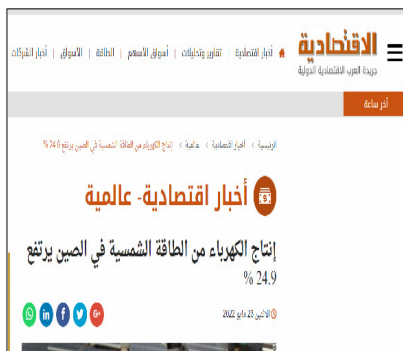 الاقتصادية
جريدة العرب الاقتصادية الدولية
أخبار اقتصادية | تقارير وتحليلات | أسواق الأسهم | الطاقة | الأسواق | أخبار الشركات
آخر ساعة
الرئيسية > أخبار اقتصادية > عالمية > إنتاج الكهرباء من الطاقة الشمسية في الصين يرتفع 24.9 %
أخبار اقتصادية- عالمية
إنتاج الكهرباء من الطاقة الشمسية في الصين يرتفع
24.9 %
الاثنين 23 مايو 2022